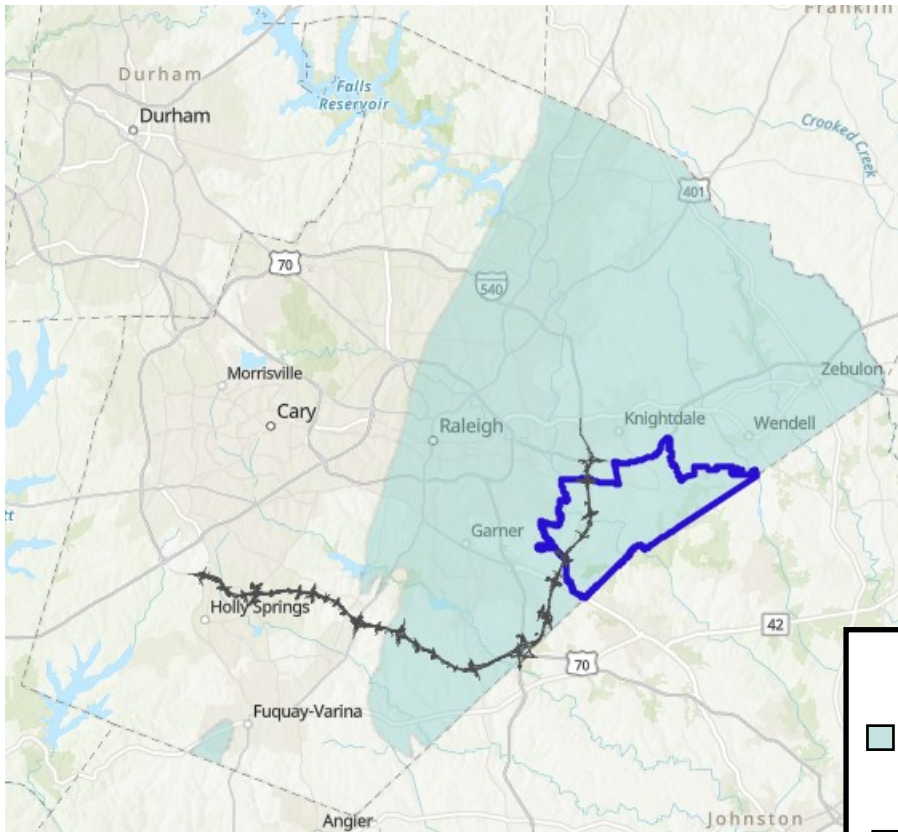 Franklin
Durham
Falls
Reservoir
Durham
Crooked Creek
401
70
540
Morrisville
Zebulon
Cary
Knightdale
Raleigh
Wendell
Garner
Holly Springs
42
70
Fuquay-Varina
Angier
Johnston